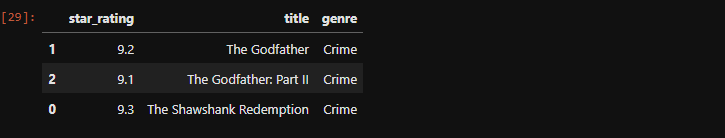 [29]: star_rating title genre
1 9.2 The Godfather Crime
2 9.1 The Godfather: Part II Crime
0 9.3 The Shawshank Redemption Crime